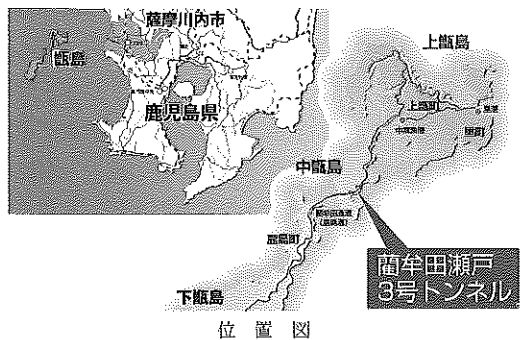 薩摩川内市
甑島
鹿児島県
上甑島
上甑町
里町
中甑島
鹿島町
下甑島
藺牟田瀬戸
3号トンネル
位置図